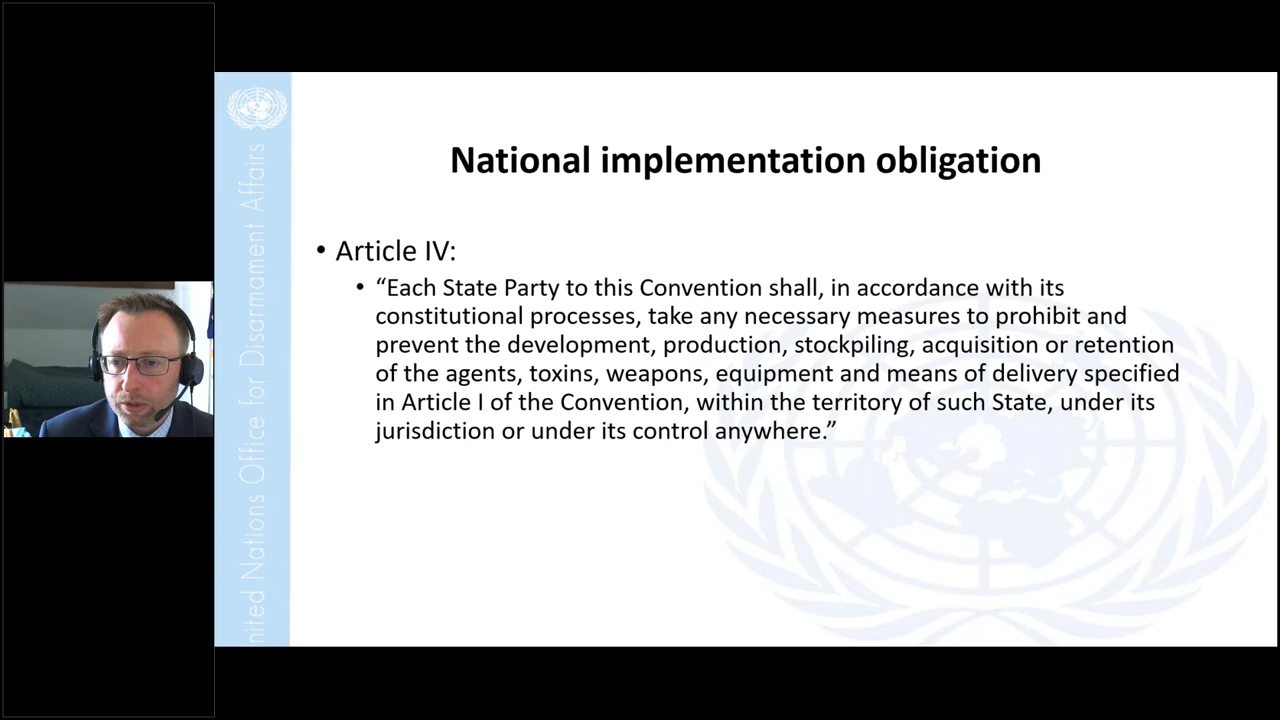 National implementation obligation
• Article IV:
• “Each State Party to this Convention shall, in accordance with its
constitutional processes, take any necessary measures to prohibit and
prevent the development, production, stockpiling, acquisition or retention
of the agents, toxins, weapons, equipment and means of delivery specified
in Article I of the Convention, within the territory of such State, under its
jurisdiction or under its control anywhere.”
nited Nations Office for Disarmament Affairs